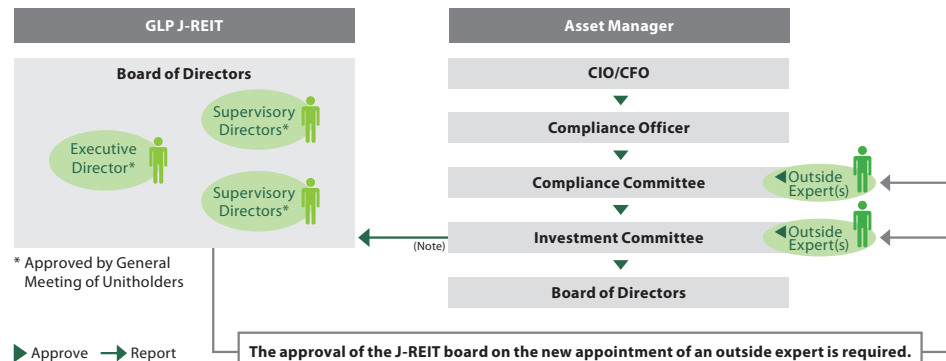 GLP J-REIT
Asset Manager
Board of Directors
Supervisory
Directors*
Executive
Director*
Supervisory
Directors*
* Approved by General
Meeting of Unitholders
CIO/CFO
Compliance Officer
Compliance Committee
Outside
Expert(s)
(Note)
Investment Committee
Outside
Expert(s)
Board of Directors
Approve
Report
The approval of the J-REIT board on the new appointment of an outside expert is required.